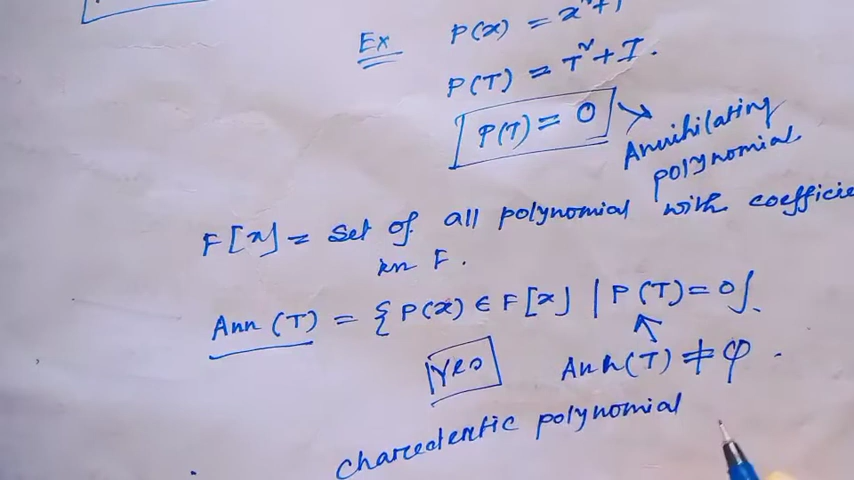 Ex P(x) = x²+1
P(T) = T²+I.
P(T) = 0
Annihilating
polynomial
F[x] = set of all polynomial with coefficie
in F.
Ann (T) = { P(x) ∈ F[x] | P(T) = 0}.
Yes Ann(T) ≠ φ.
charecterstic polynomial